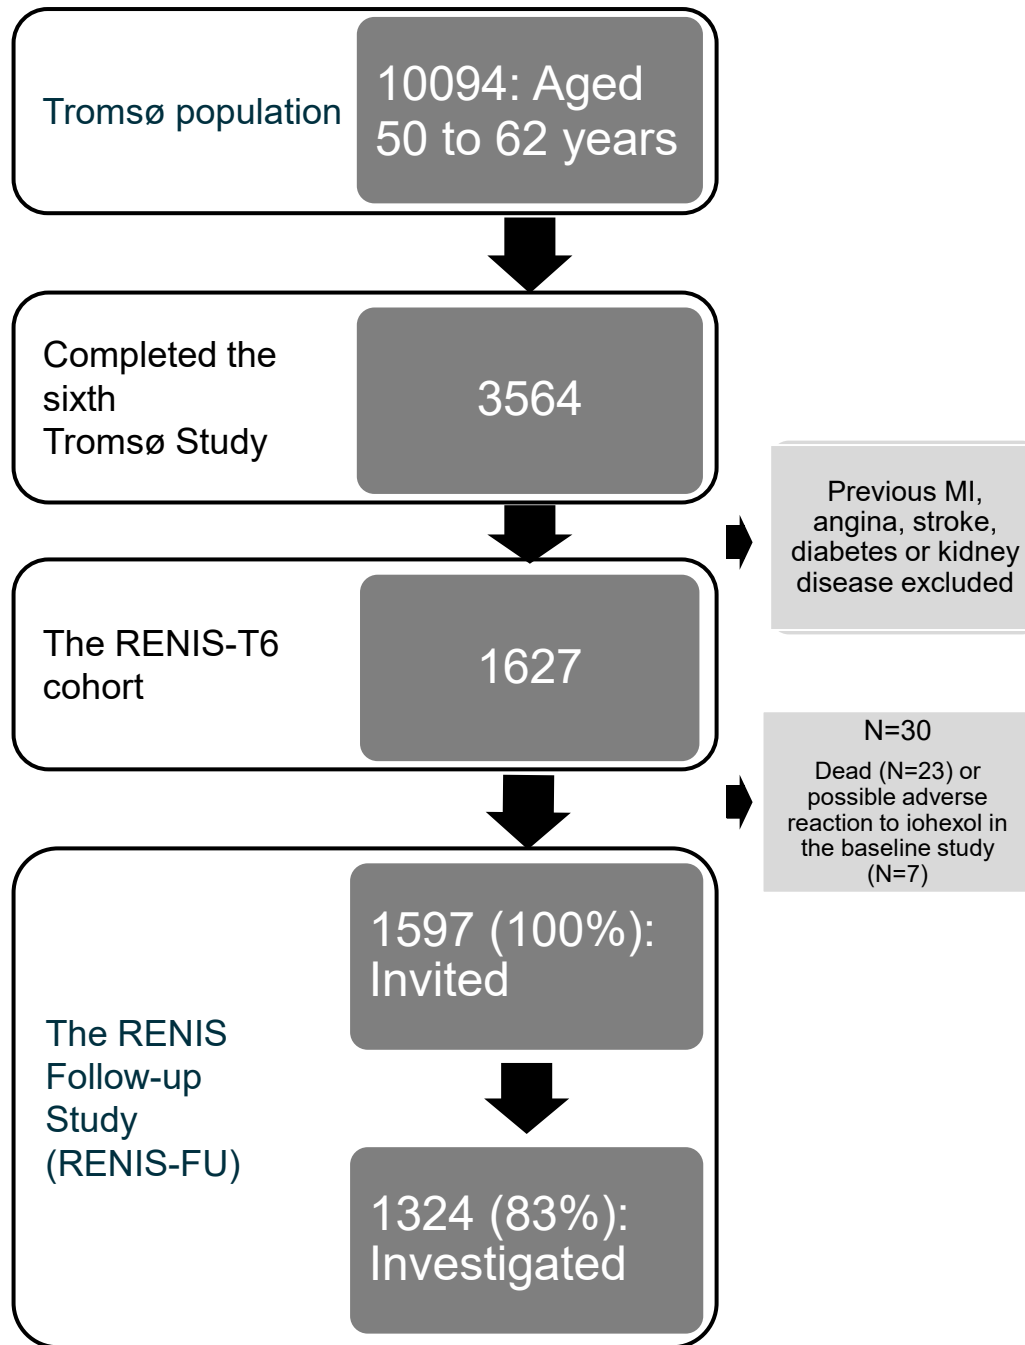 Tromsø population
10094: Aged
50 to 62 years
Completed the
sixth
Tromsø Study
3564
Previous MI,
angina, stroke,
diabetes or kidney
disease excluded
The RENIS-T6
cohort
1627
N=30
Dead (N=23) or
possible adverse
reaction to iohexol in
the baseline study
(N=7)
The RENIS
Follow-up
Study
(RENIS-FU)
1597 (100%):
Invited
1324 (83%):
Investigated